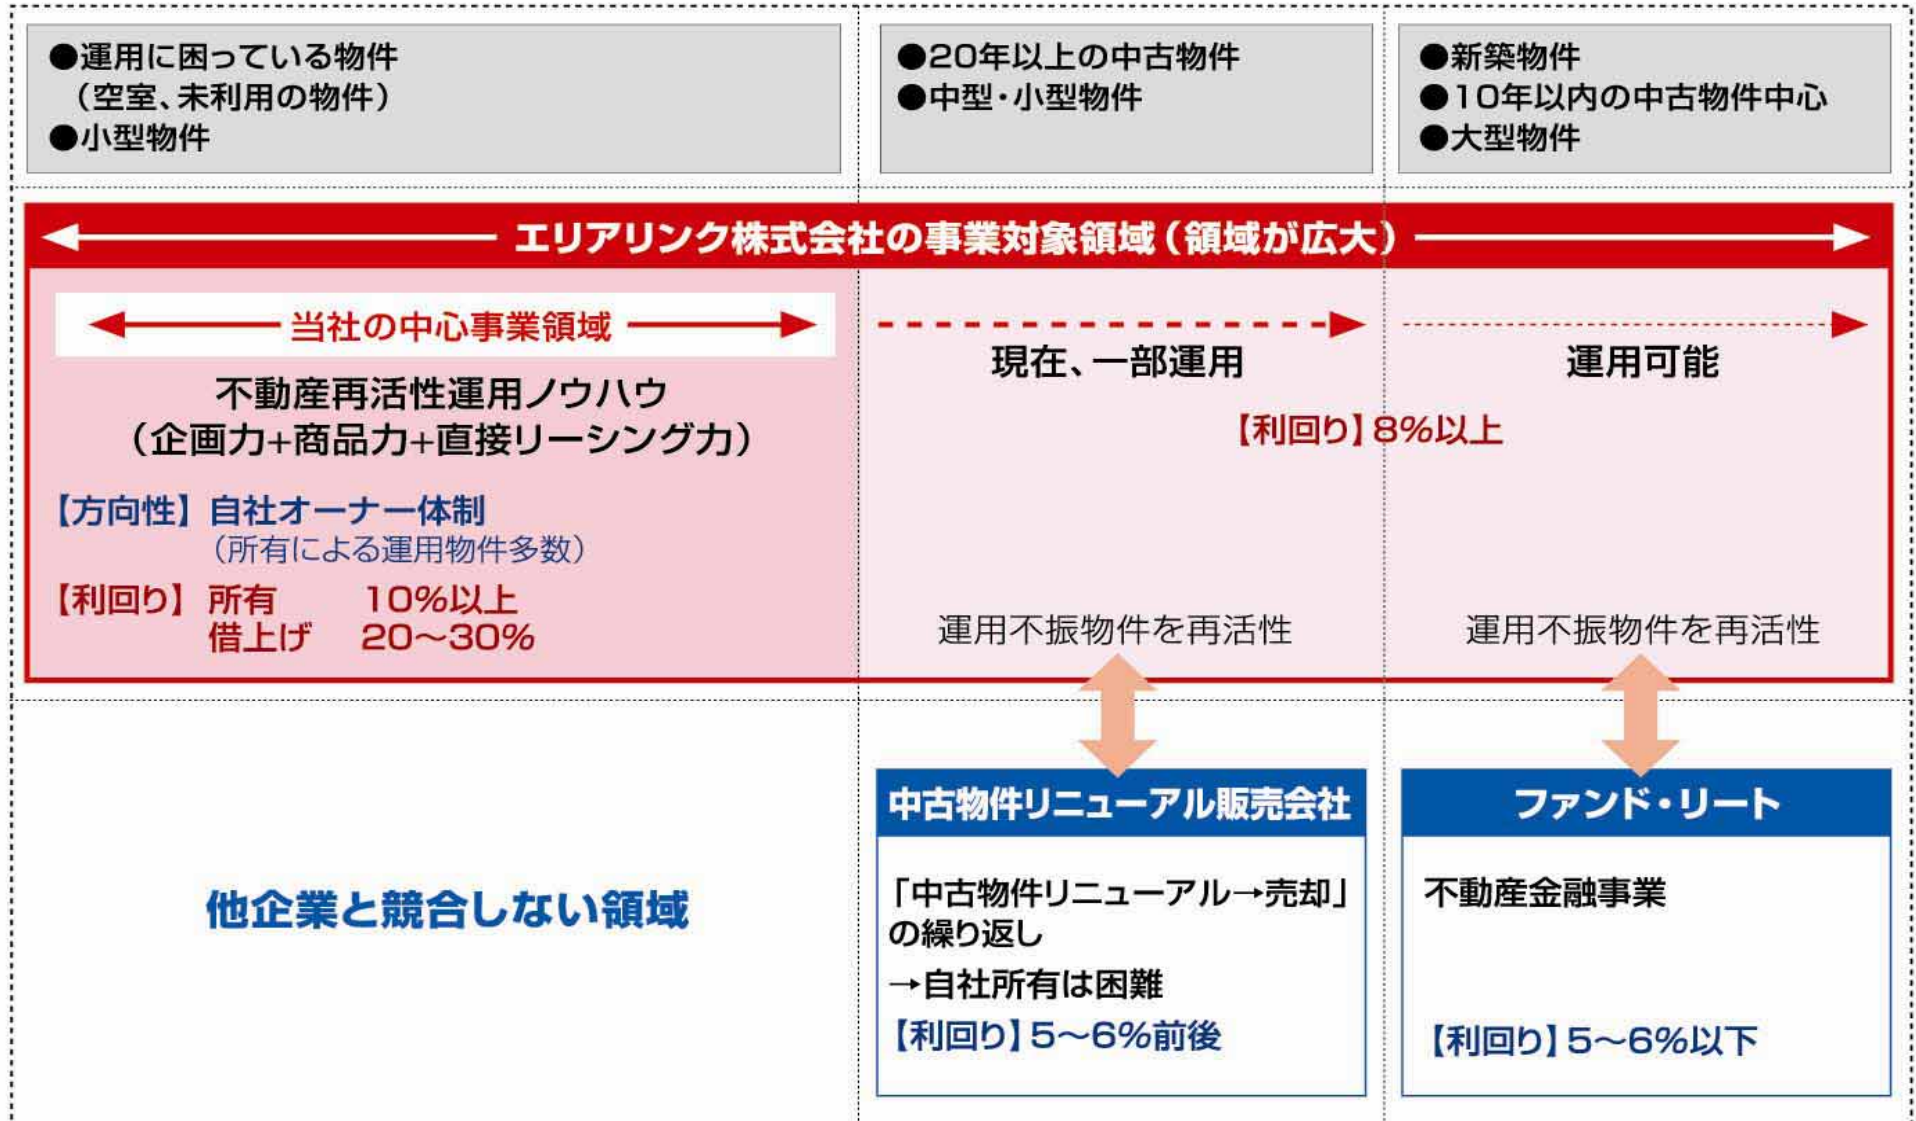 ●運用に困っている物件
（空室、未利用の物件）
●小型物件
●20年以上の中古物件
●中型・小型物件
●新築物件
●10年以内の中古物件中心
●大型物件
エリアリンク株式会社の事業対象領域（領域が広大）
当社の中心事業領域
不動産再活性運用ノウハウ
（企画力+商品力+直接リーシング力）
【方向性】自社オーナー体制
（所有による運用物件多数）
【利回り】所有 10%以上
借上げ 20〜30%
現在、一部運用
運用可能
【利回り】8%以上
運用不振物件を再活性
運用不振物件を再活性
他企業と競合しない領域
中古物件リニューアル販売会社
「中古物件リニューアル→売却」
の繰り返し
→自社所有は困難
【利回り】5〜6%前後
ファンド・リート
不動産金融事業
【利回り】5〜6%以下